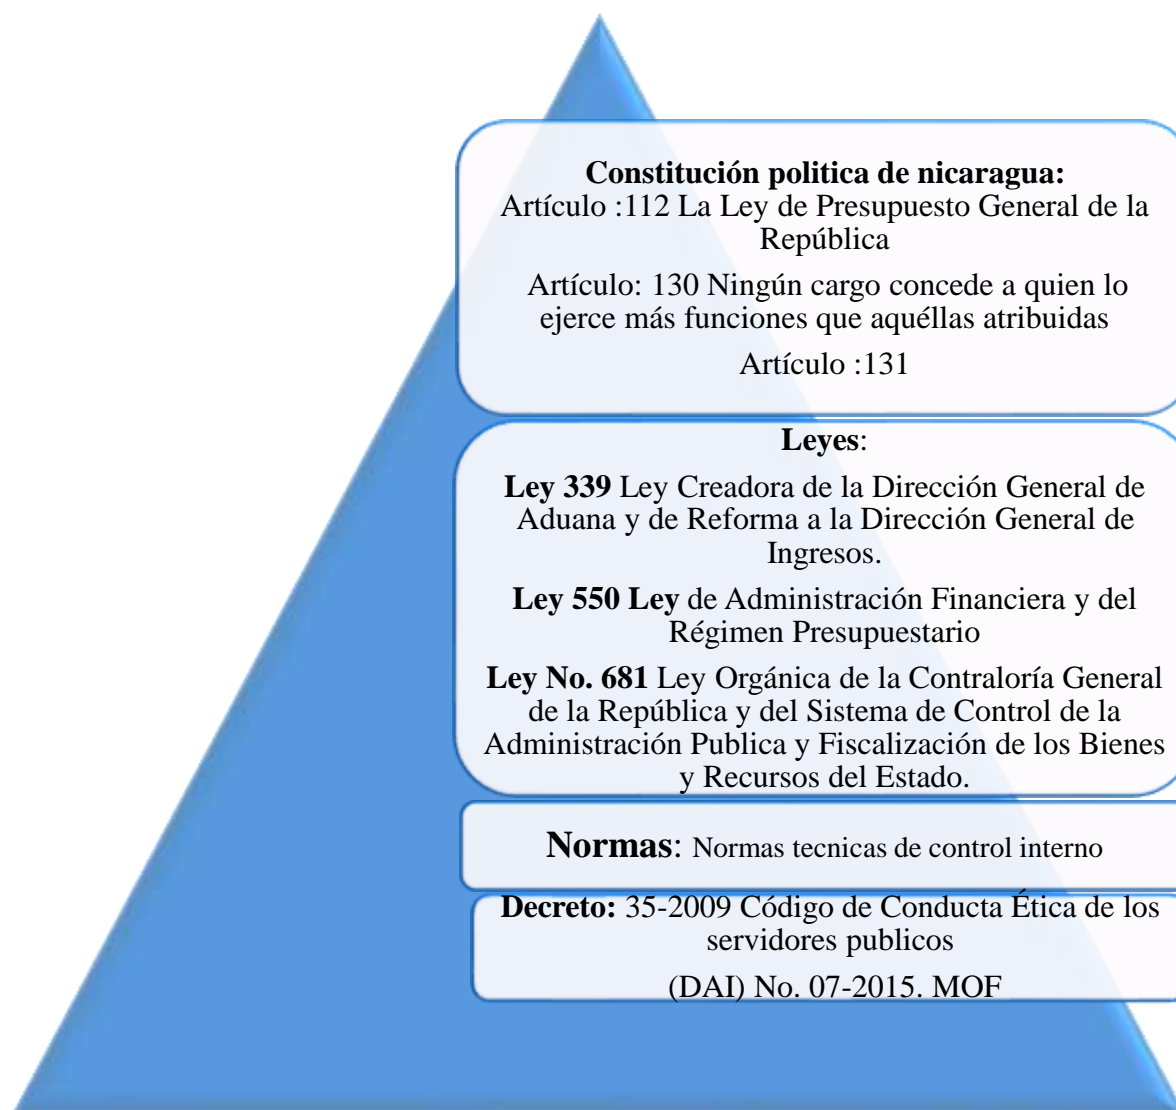 Constitución politica de nicaragua:
Artículo :112 La Ley de Presupuesto General de la
República
Artículo: 130 Ningún cargo concede a quien lo
ejerce más funciones que aquéllas atribuidas
Artículo :131
Leyes:
Ley 339 Ley Creadora de la Dirección General de
Aduana y de Reforma a la Dirección General de
Ingresos.
Ley 550 Ley de Administración Financiera y del
Régimen Presupuestario
Ley No. 681 Ley Orgánica de la Contraloría General
de la República y del Sistema de Control de la
Administración Publica y Fiscalización de los Bienes
y Recursos del Estado.
Normas: Normas tecnicas de control interno
Decreto: 35-2009 Código de Conducta Ética de los
servidores publicos
(DAI) No. 07-2015. MOF